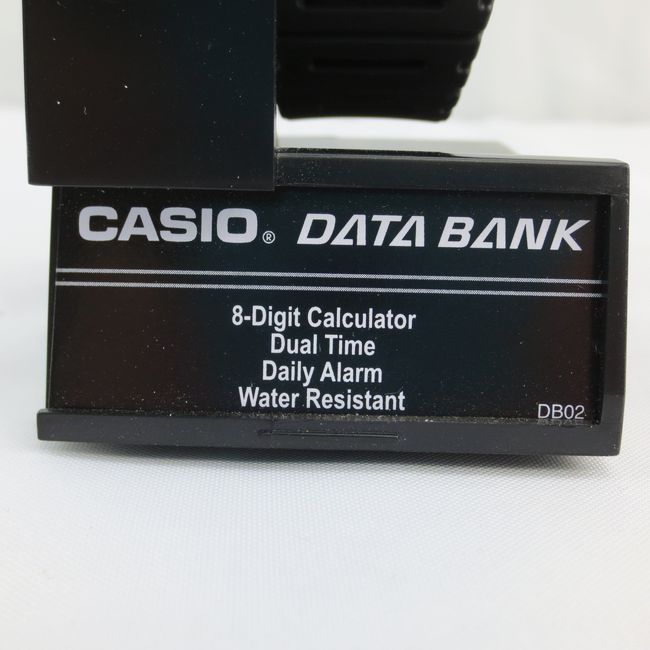 CASIO® DATA BANK
8-Digit Calculator
Dual Time
Daily Alarm
Water Resistant
DB02